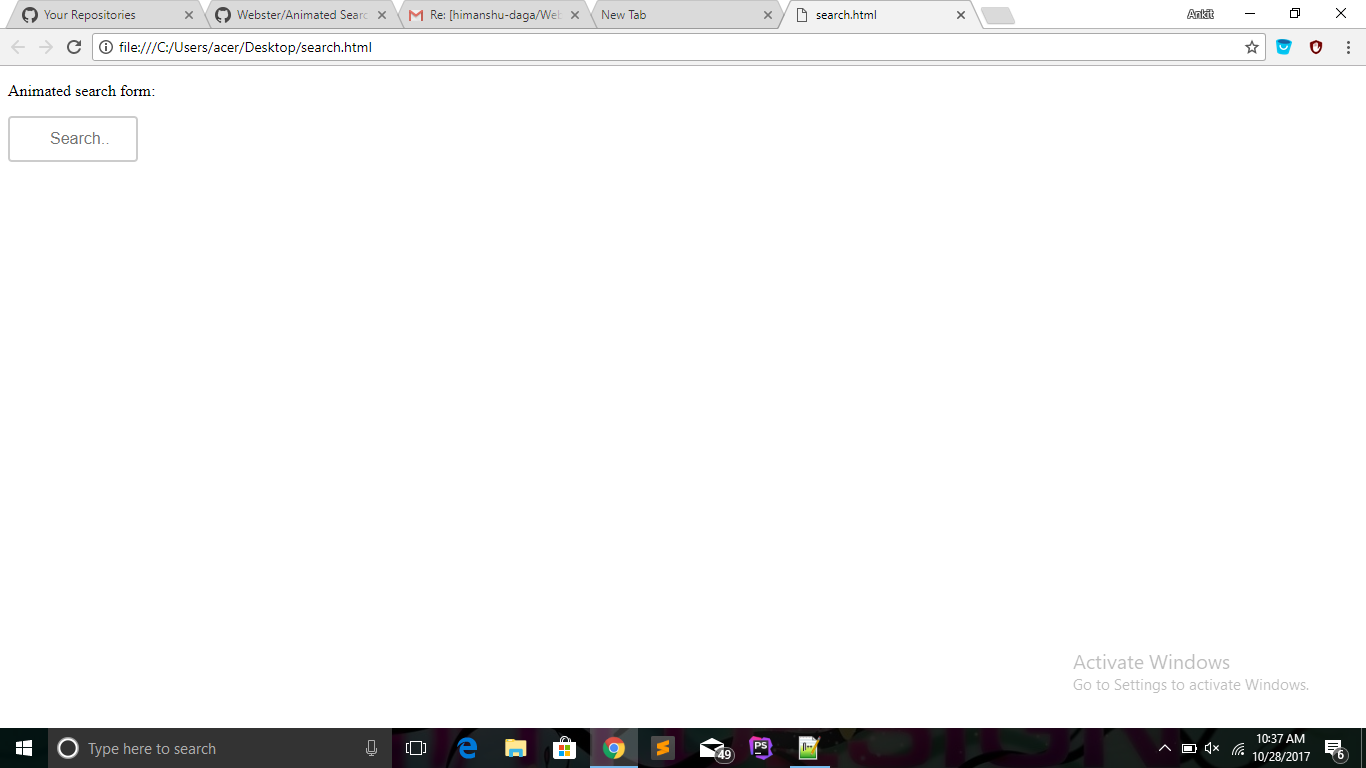 Your Repositories
Webster/Animated Searc
Re: [himanshu-daga/Web
New Tab
search.html
Ankit
file:///C:/Users/acer/Desktop/search.html
Animated search form:
Search..
Activate Windows
Go to Settings to activate Windows.
Type here to search
49
PS
10:37 AM
10/28/2017
6